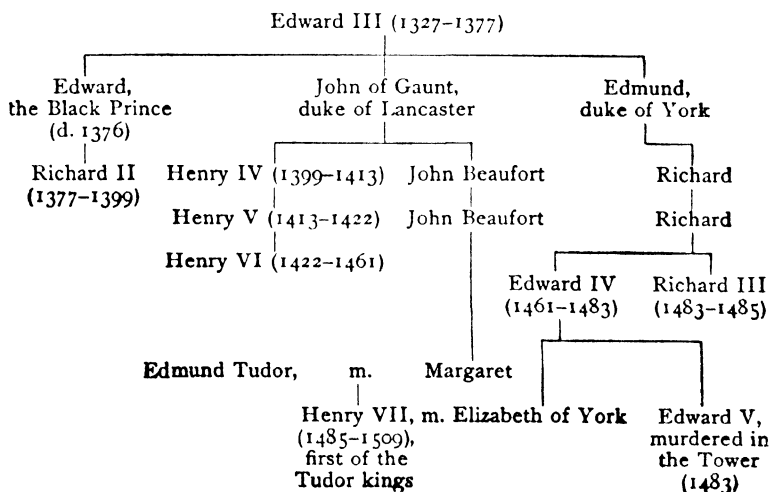 Edward III (1327–1377)
Edward,
the Black Prince
(d. 1376)
John of Gaunt,
duke of Lancaster
Edmund,
duke of York
Richard II
(1377–1399)
Henry IV (1399–1413)
John Beaufort
Richard
Henry V (1413–1422)
John Beaufort
Richard
Henry VI (1422–1461)
Edward IV
(1461–1483)
Richard III
(1483–1485)
Edmund Tudor, m. Margaret
Henry VII, m. Elizabeth of York
(1485–1509),
first of the
Tudor kings
Edward V,
murdered in
the Tower
(1483)